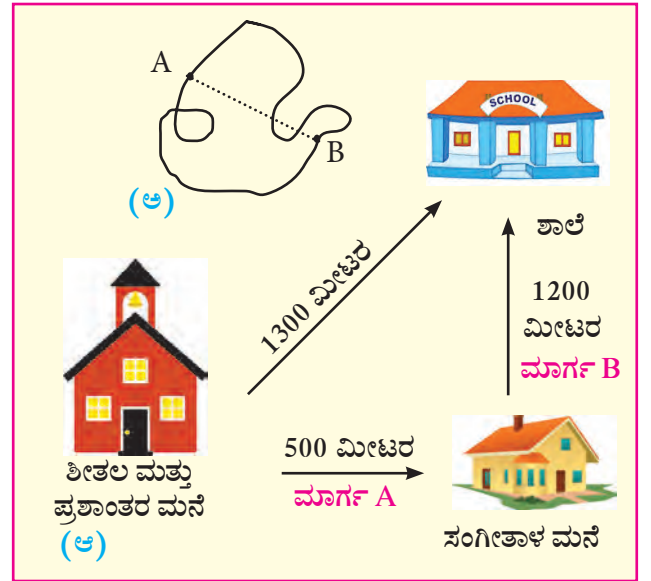 A
B
(ಅ)
SCHOOL
ಶಾಲೆ
1300 ಮೀಟರ
1200
ಮೀಟರ
ಮಾರ್ಗ B
500 ಮೀಟರ
ಮಾರ್ಗ A
ಶೀತಲ ಮತ್ತು
ಪ್ರಶಾಂತರ ಮನೆ
(ಆ)
ಸಂಗೀತಾಳ ಮನೆ